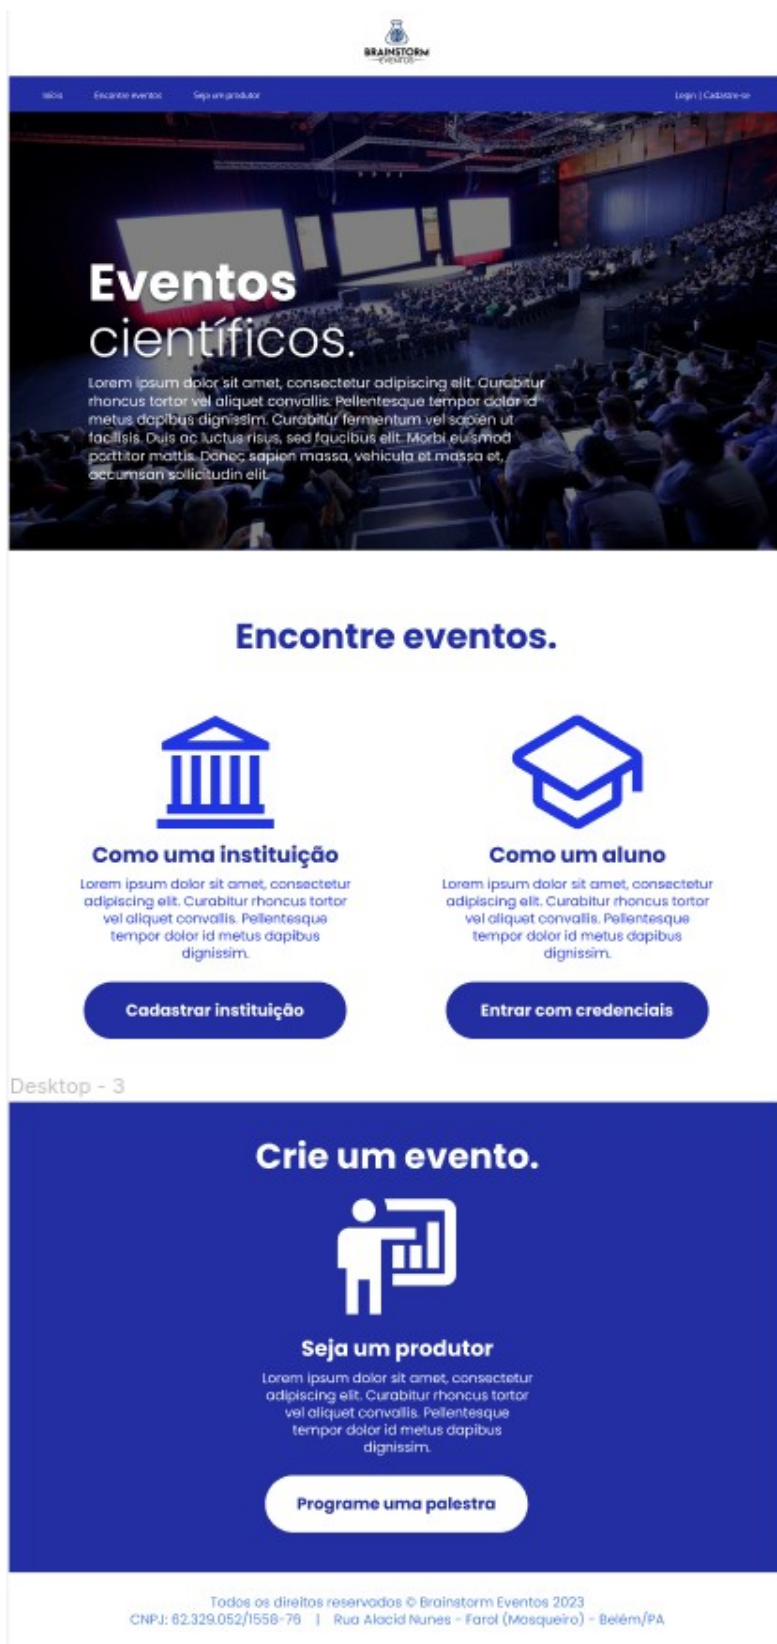 BRAINSTORM
EVENTOS
Início Encontre eventos Seja um produtor Login | Cadastre-se
Eventos
científicos.
Lorem ipsum dolor sit amet, consectetur adipiscing elit. Curabitur
rhoncus tortor vel aliquet convallis. Pellentesque tempor dolor id
metus dapibus dignissim. Curabitur fermentum vel sapien ut
facilisis. Duis ac luctus risus, sed faucibus elit. Morbi euismod
porttitor mattis. Donec sapien massa, vehicula et massa et,
accumsan sollicitudin elit.
Encontre eventos.
Como uma instituição
Lorem ipsum dolor sit amet, consectetur
adipiscing elit. Curabitur rhoncus tortor
vel aliquet convallis. Pellentesque
tempor dolor id metus dapibus
dignissim.
Cadastrar instituição
Como um aluno
Lorem ipsum dolor sit amet, consectetur
adipiscing elit. Curabitur rhoncus tortor
vel aliquet convallis. Pellentesque
tempor dolor id metus dapibus
dignissim.
Entrar com credenciais
Desktop - 3
Crie um evento.
Seja um produtor
Lorem ipsum dolor sit amet, consectetur
adipiscing elit. Curabitur rhoncus tortor
vel aliquet convallis. Pellentesque
tempor dolor id metus dapibus
dignissim.
Programe uma palestra
Todos os direitos reservados © Brainstorm Eventos 2023
CNPJ: 62.329.052/1558-76 | Rua Alacid Nunes - Farol (Mosqueiro) - Belém/PA